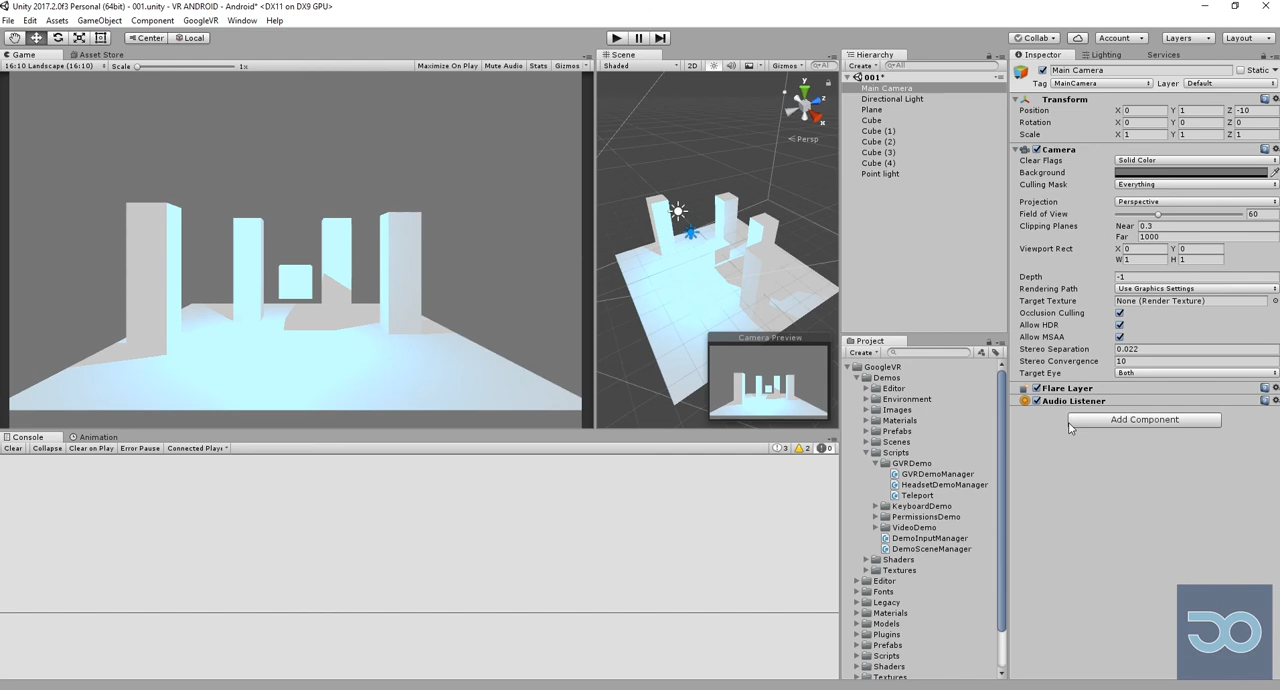 Unity 2017.2.0f3 Personal (64bit) - 001.unity - VR ANDROID - Android* <DX11 on DX9 GPU>
File Edit Assets GameObject Component GoogleVR Window Help
Center Local
Collab Account Layers Layout
Game Asset Store
16:10 Landscape (16:10) Scale 1x Maximize On Play Mute Audio Stats Gizmos
Scene
Shaded 2D Gizmos All
y
z
x
Persp
Camera Preview
Hierarchy
Create All
001*
Main Camera
Directional Light
Plane
Cube
Cube (1)
Cube (2)
Cube (3)
Cube (4)
Point light
Project
Create
GoogleVR
Demos
Editor
Environment
Images
Materials
Prefabs
Scenes
Scripts
GVRDemo
GVRDemoManager
HeadsetDemoManager
Teleport
KeyboardDemo
PermissionsDemo
VideoDemo
DemoInputManager
DemoSceneManager
Shaders
Textures
Editor
Fonts
Legacy
Materials
Models
Plugins
Prefabs
Scripts
Shaders
Textures
Inspector Lighting Services
Main Camera Static
Tag MainCamera Layer Default
Transform
Position X 0 Y 1 Z -10
Rotation X 0 Y 0 Z 0
Scale X 1 Y 1 Z 1
Camera
Clear Flags Solid Color
Background
Culling Mask Everything
Projection Perspective
Field of View 60
Clipping Planes Near 0.3
Far 1000
Viewport Rect X 0 Y 0
W 1 H 1
Depth -1
Rendering Path Use Graphics Settings
Target Texture None (Render Texture)
Occlusion Culling
Allow HDR
Allow MSAA
Stereo Separation 0.022
Stereo Convergence 10
Target Eye Both
Flare Layer
Audio Listener
Add Component
Console Animation
Clear Collapse Clear on Play Error Pause Connected Player 3 2 0